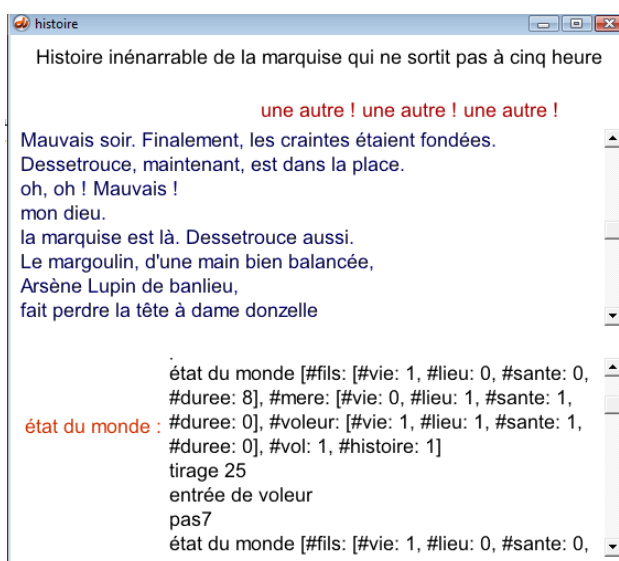 histoire
Histoire inénarrable de la marquise qui ne sortit pas à cinq heure
une autre ! une autre ! une autre !
Mauvais soir. Finalement, les craintes étaient fondées.
Dessetrouce, maintenant, est dans la place.
oh, oh ! Mauvais !
mon dieu.
la marquise est là. Dessetrouce aussi.
Le margoulin, d'une main bien balancée,
Arsène Lupin de banlieu,
fait perdre la tête à dame donzelle
.
état du monde [#fils: [#vie: 1, #lieu: 0, #sante: 0,
#duree: 8], #mere: [#vie: 0, #lieu: 1, #sante: 1,
état du monde : #duree: 0], #voleur: [#vie: 1, #lieu: 1, #sante: 1,
#duree: 0], #vol: 1, #histoire: 1]
tirage 25
entrée de voleur
pas7
état du monde [#fils: [#vie: 1, #lieu: 0, #sante: 0,